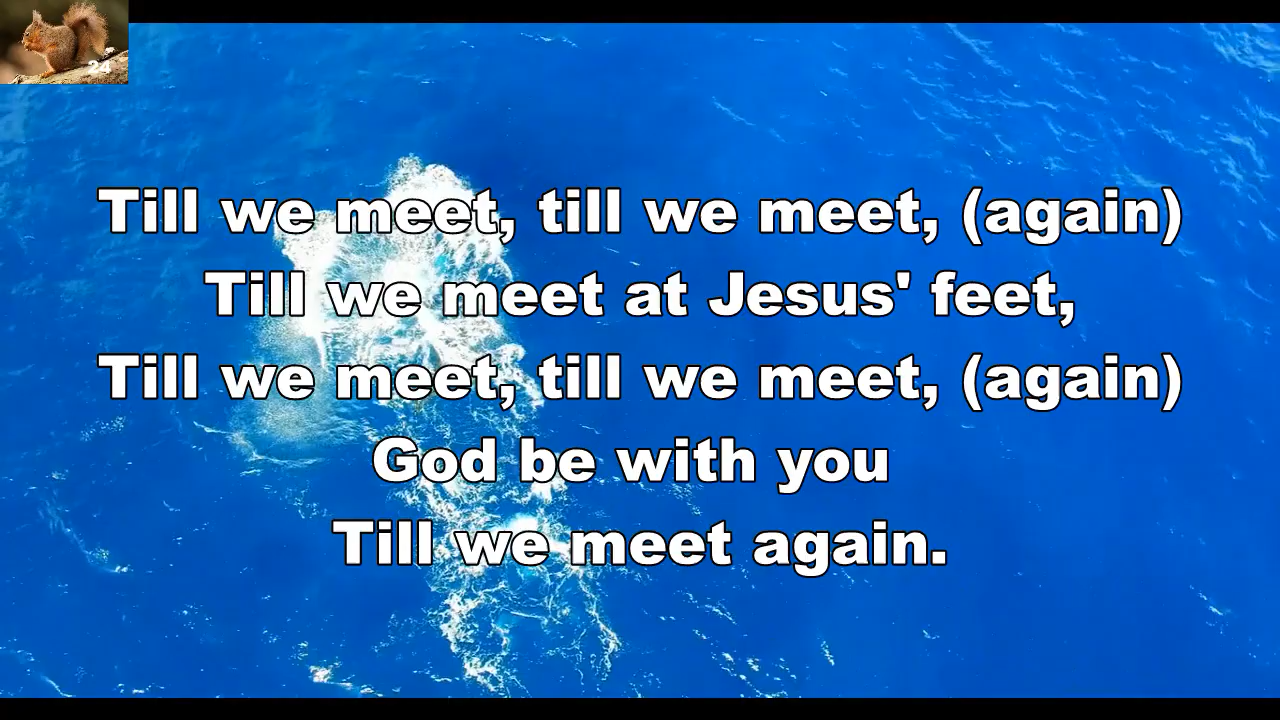 24
Till we meet, till we meet, (again)
Till we meet at Jesus' feet,
Till we meet, till we meet, (again)
God be with you
Till we meet again.